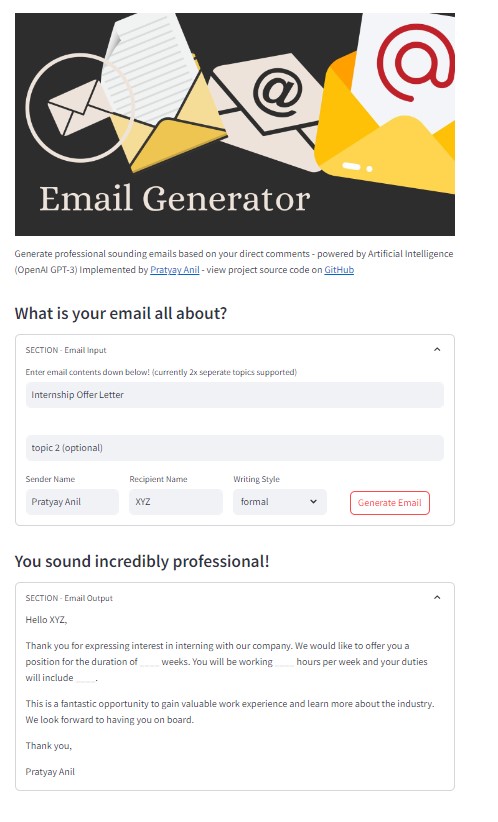 @
@
Email Generator
Generate professional sounding emails based on your direct comments - powered by Artificial Intelligence
(OpenAI GPT-3) Implemented by Pratyay Anil - view project source code on GitHub
What is your email all about?
SECTION - Email Input
Enter email contents down below! (currently 2x seperate topics supported)
Internship Offer Letter
topic 2 (optional)
Sender Name Recipient Name Writing Style
Pratyay Anil XYZ formal Generate Email
You sound incredibly professional!
SECTION - Email Output
Hello XYZ,
Thank you for expressing interest in interning with our company. We would like to offer you a
position for the duration of ____ weeks. You will be working ____ hours per week and your duties
will include ____.
This is a fantastic opportunity to gain valuable work experience and learn more about the industry.
We look forward to having you on board.
Thank you,
Pratyay Anil